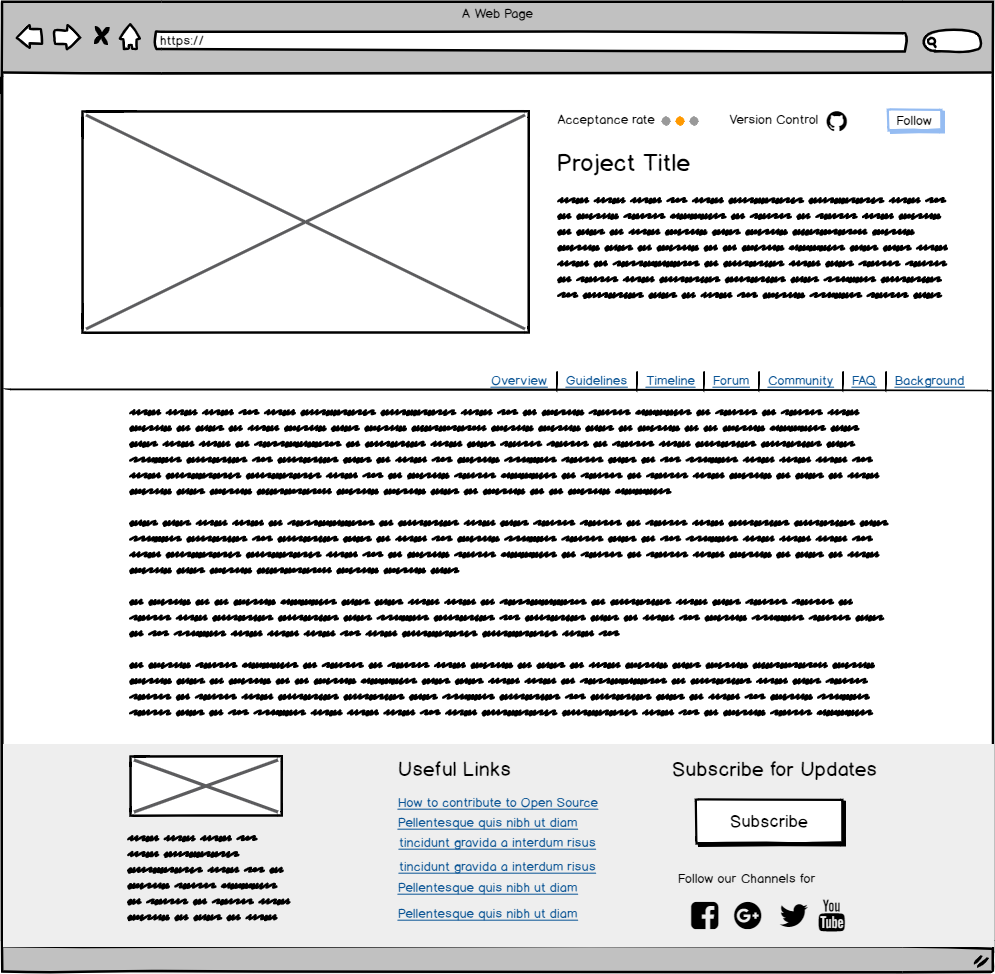 A Web Page
https://
Acceptance rate
Version Control
Follow
Project Title
Overview
Guidelines
Timeline
Forum
Community
FAQ
Background
Useful Links
How to contribute to Open Source
Pellentesque quis nibh ut diam
tincidunt gravida a interdum risus
tincidunt gravida a interdum risus
Pellentesque quis nibh ut diam
Pellentesque quis nibh ut diam
Subscribe for Updates
Subscribe
Follow our Channels for
You
Tube